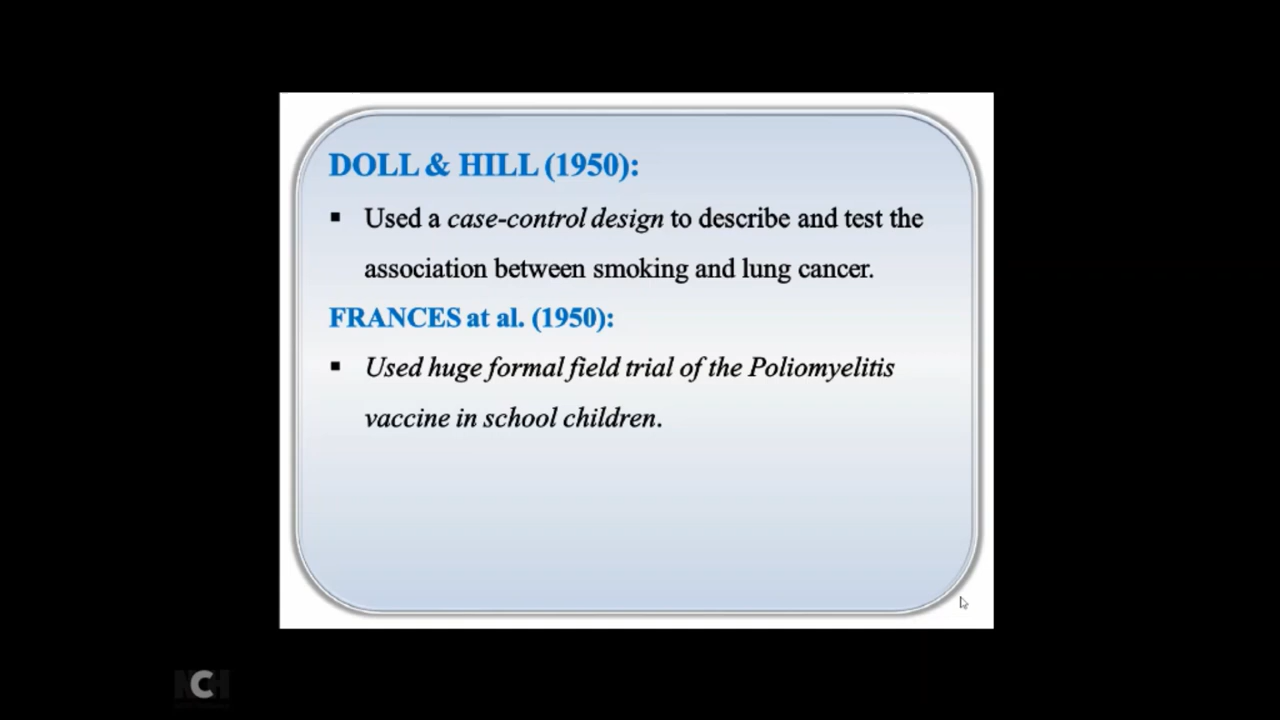 DOLL & HILL (1950):
▪ Used a case-control design to describe and test the
association between smoking and lung cancer.
FRANCES at al. (1950):
▪ Used huge formal field trial of the Poliomyelitis
vaccine in school children.
NCH